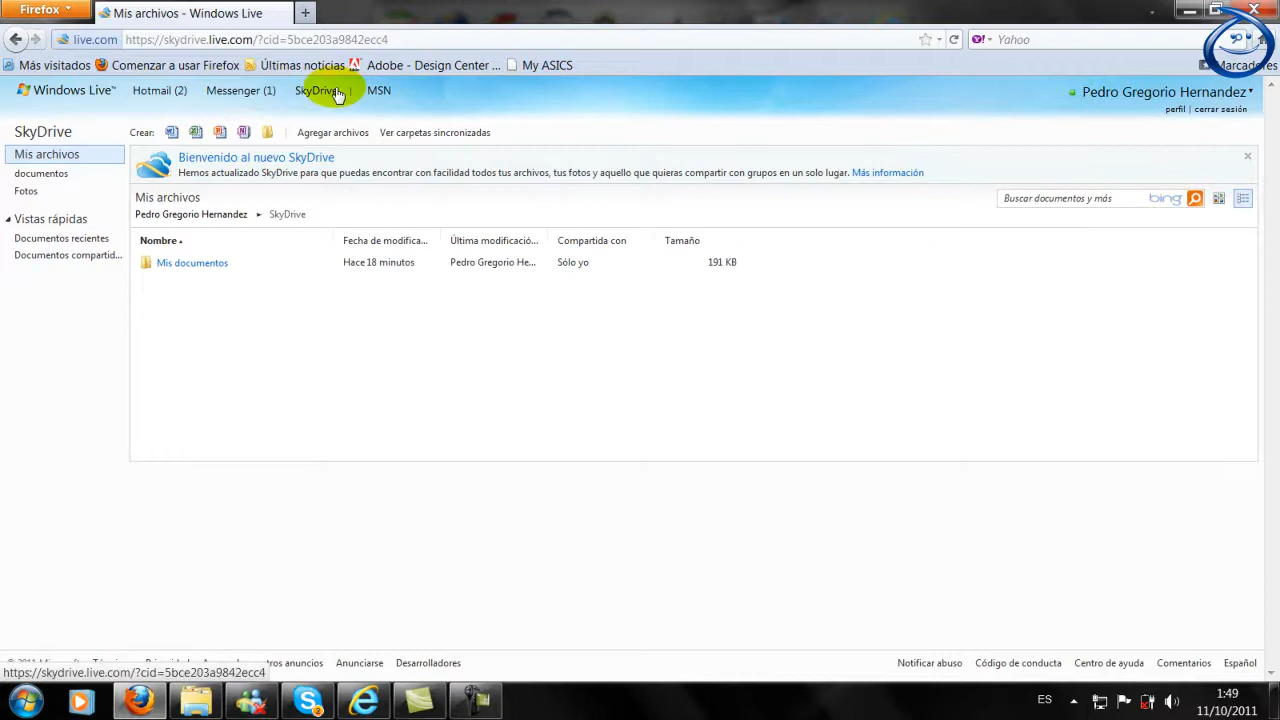 Firefox
Mis archivos - Windows Live
live.com https://skydrive.live.com/?cid=5bce203a9842ecc4
Yahoo
Más visitados Comenzar a usar Firefox Últimas noticias Adobe - Design Center ... My ASICS Marcadores
Windows Live™ Hotmail (2) Messenger (1) SkyDrive | MSN Pedro Gregorio Hernandez
perfil | cerrar sesión
SkyDrive
Crear: Agregar archivos Ver carpetas sincronizadas
Mis archivos
documentos
Fotos
Vistas rápidas
Documentos recientes
Documentos compartid...
Bienvenido al nuevo SkyDrive
Hemos actualizado SkyDrive para que puedas encontrar con facilidad todos tus archivos, tus fotos y aquello que quieras compartir con grupos en un solo lugar. Más información
Mis archivos
Buscar documentos y más bing
Pedro Gregorio Hernandez ▸ SkyDrive
Nombre Fecha de modifica... Última modificació... Compartida con Tamaño
Mis documentos Hace 18 minutos Pedro Gregorio He... Sólo yo 191 KB
otros anuncios Anunciarse Desarrolladores Notificar abuso Código de conducta Centro de ayuda Comentarios Español
https://skydrive.live.com/?cid=5bce203a9842ecc4
ES
1:49
11/10/2011